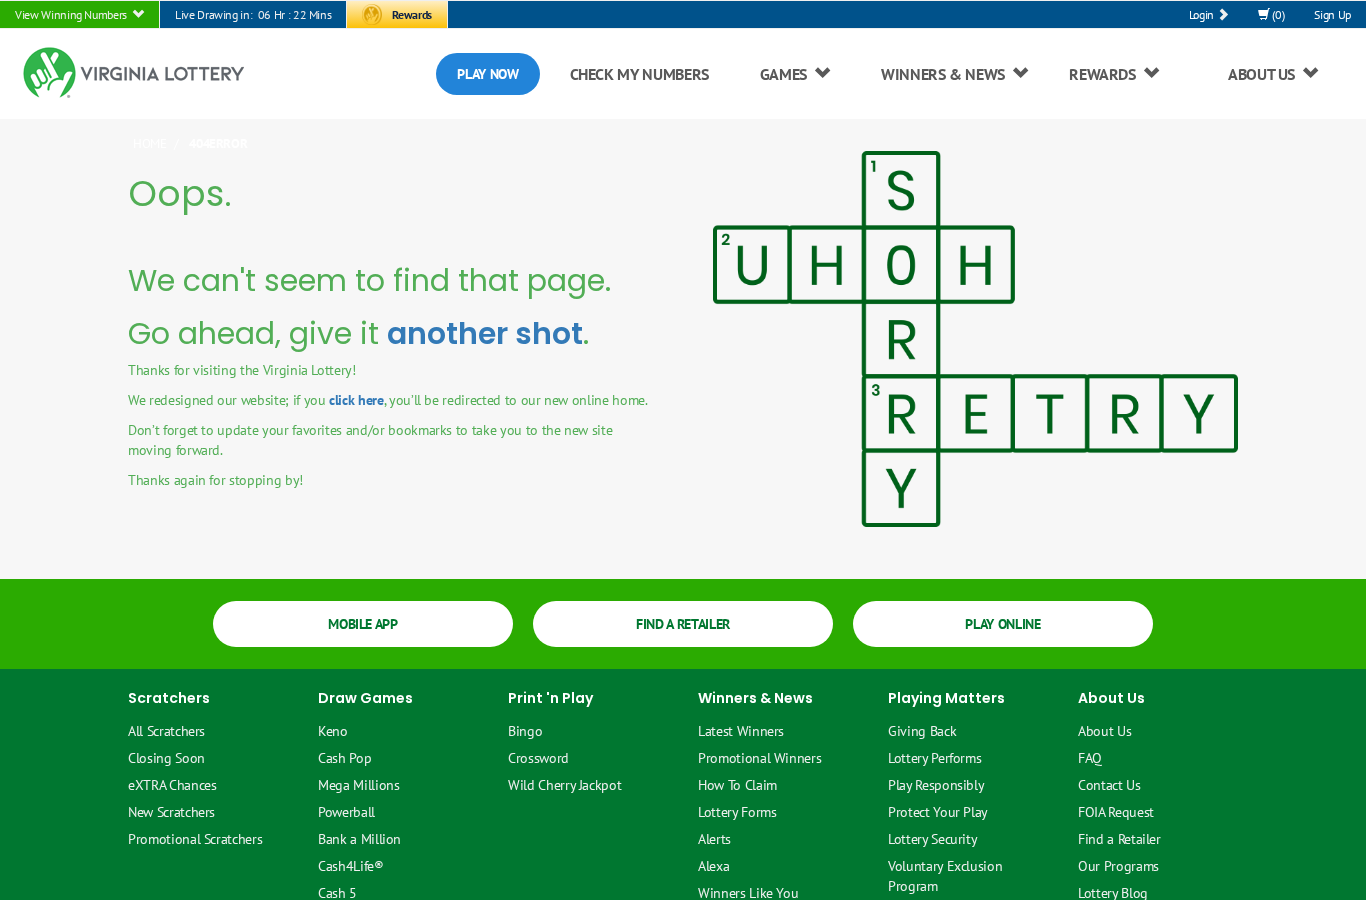 View Winning Numbers
Live Drawing in: 06 Hr : 22 Mins
Rewards
Login
(0)
Sign Up
VIRGINIA LOTTERY
PLAY NOW
CHECK MY NUMBERS
GAMES
WINNERS & NEWS
REWARDS
ABOUT US
HOME / 404ERROR
Oops.
We can't seem to find that page.
Go ahead, give it another shot.
Thanks for visiting the Virginia Lottery!
We redesigned our website; if you click here, you'll be redirected to our new online home.
Don't forget to update your favorites and/or bookmarks to take you to the new site
moving forward.
Thanks again for stopping by!
1 S
2 U H O H
R
3 R E T R Y
Y
MOBILE APP
FIND A RETAILER
PLAY ONLINE
Scratchers
All Scratchers
Closing Soon
eXTRA Chances
New Scratchers
Promotional Scratchers
Draw Games
Keno
Cash Pop
Mega Millions
Powerball
Bank a Million
Cash4Life®
Cash 5
Print 'n Play
Bingo
Crossword
Wild Cherry Jackpot
Winners & News
Latest Winners
Promotional Winners
How To Claim
Lottery Forms
Alerts
Alexa
Winners Like You
Playing Matters
Giving Back
Lottery Performs
Play Responsibly
Protect Your Play
Lottery Security
Voluntary Exclusion
Program
About Us
About Us
FAQ
Contact Us
FOIA Request
Find a Retailer
Our Programs
Lottery Blog